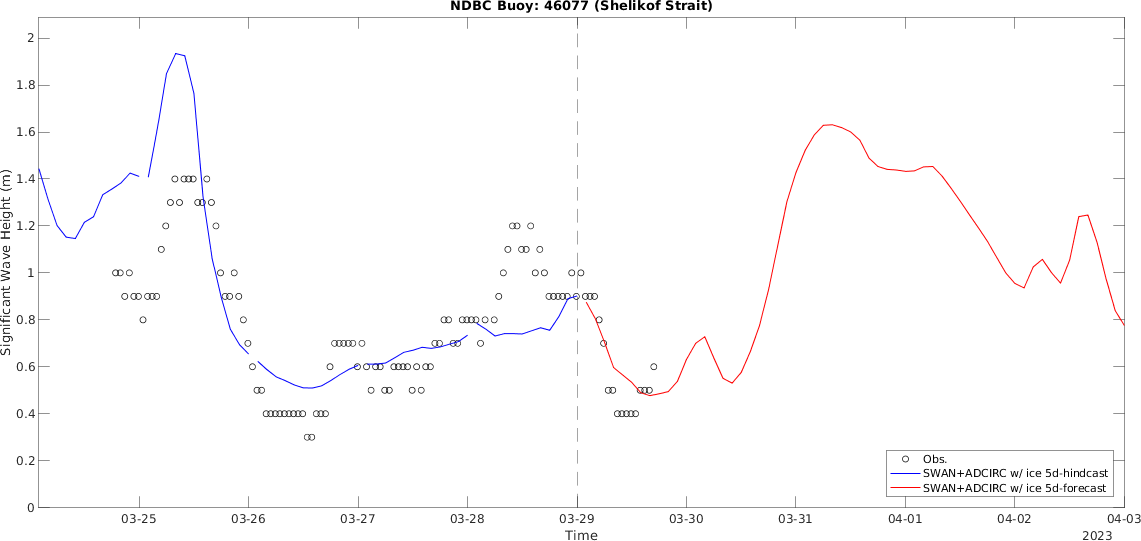 NDBC Buoy: 46077 (Shelikof Strait)
Significant Wave Height (m)
2
1.8
1.6
1.4
1.2
1
0.8
0.6
0.4
0.2
0
Obs.
SWAN+ADCIRC w/ ice 5d-hindcast
SWAN+ADCIRC w/ ice 5d-forecast
03-25 03-26 03-27 03-28 03-29 03-30 03-31 04-01 04-02 04-03
Time
2023